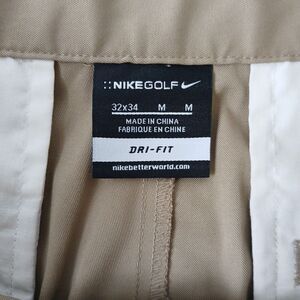 NIKEGOLF
32x34 M M
MADE IN CHINA
FABRIQUE EN CHINE
DRI-FIT
nikebetterworld.com